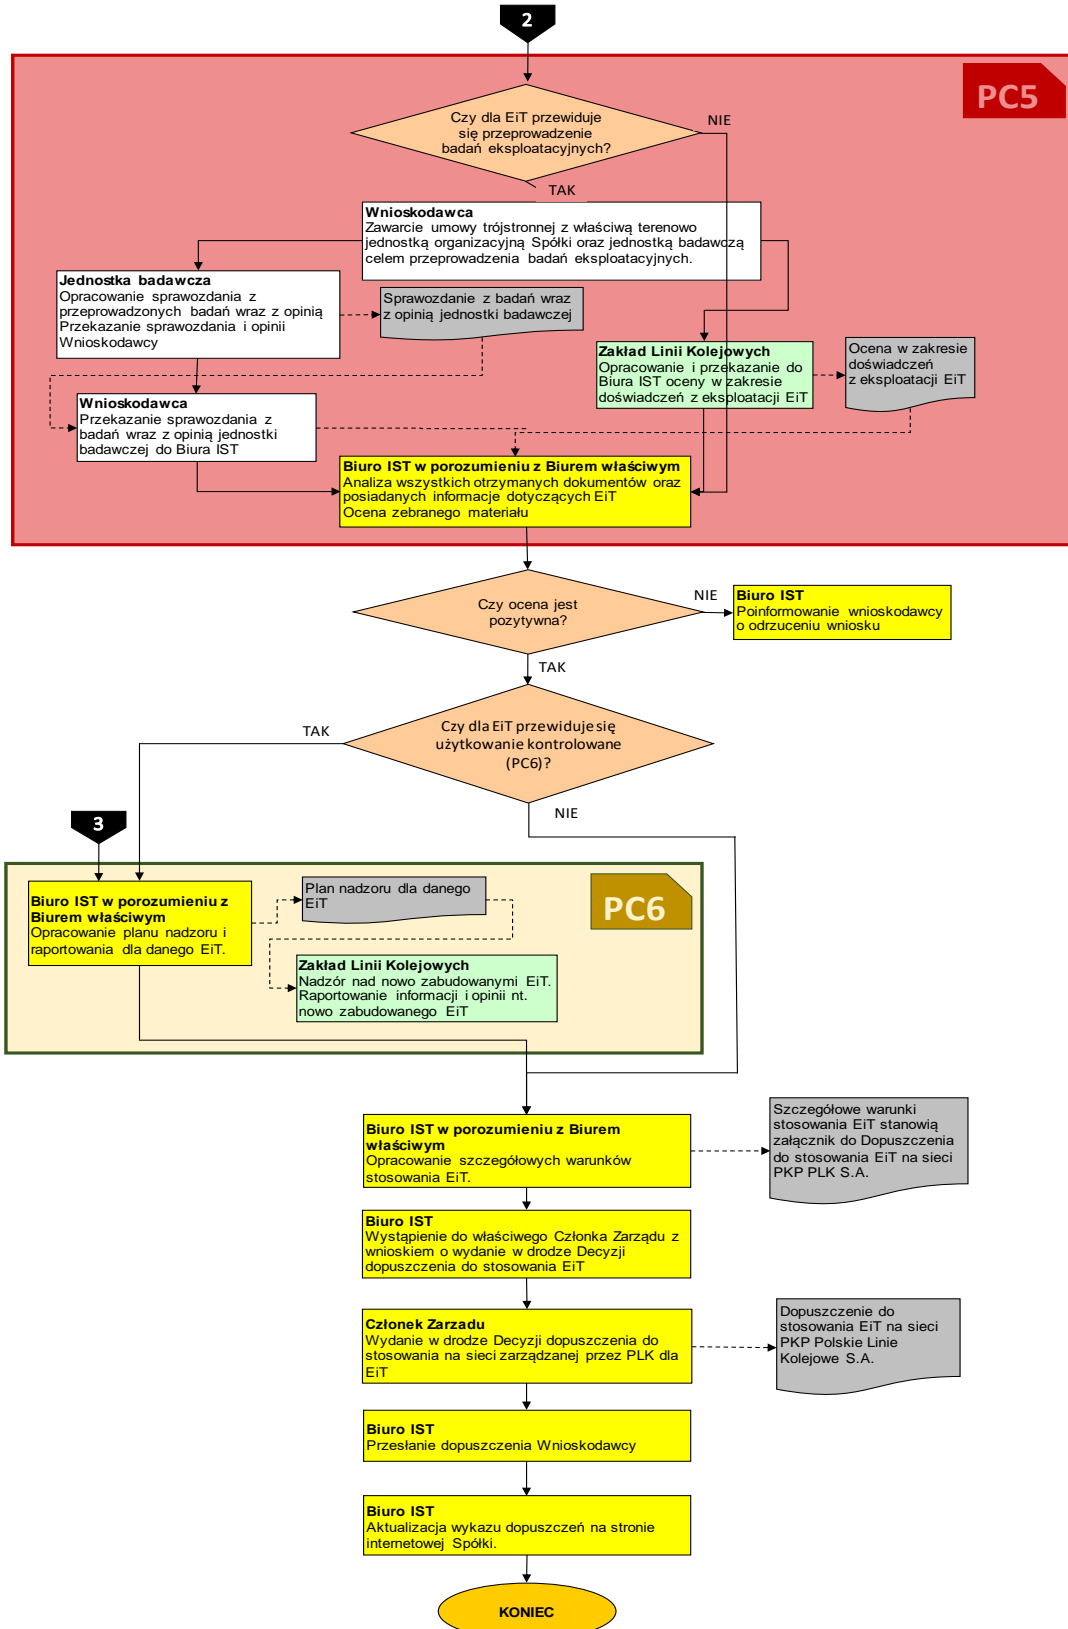 2
PC5
Czy dla EiT przewiduje
się przeprowadzenie
badań eksploatacyjnych?
NIE
TAK
Wnioskodawca
Zawarcie umowy trójstronnej z właściwą terenowo
jednostką organizacyjną Spółki oraz jednostką badawczą
celem przeprowadzenia badań eksploatacyjnych.
Jednostka badawcza
Opracowanie sprawozdania z
przeprowadzonych badań wraz z opinią
Przekazanie sprawozdania i opinii
Wnioskodawcy
Sprawozdanie z badań wraz
z opinią jednostki badawczej
Zakład Linii Kolejowych
Opracowanie i przekazanie do
Biura IST oceny w zakresie
doświadczeń z eksploatacji EiT
Ocena w zakresie
doświadczeń
z eksploatacji EiT
Wnioskodawca
Przekazanie sprawozdania z
badań wraz z opinią jednostki
badawczej do Biura IST
Biuro IST w porozumieniu z Biurem właściwym
Analiza wszystkich otrzymanych dokumentów oraz
posiadanych informacje dotyczących EiT
Ocena zebranego materiału
Czy ocena jest
pozytywna?
NIE
Biuro IST
Poinformowanie wnioskodawcy
o odrzuceniu wniosku
TAK
Czy dla EiT przewiduje się
użytkowanie kontrolowane
(PC6)?
TAK
NIE
3
PC6
Biuro IST w porozumieniu z
Biurem właściwym
Opracowanie planu nadzoru i
raportowania dla danego EiT.
Plan nadzoru dla danego
EiT
Zakład Linii Kolejowych
Nadzór nad nowo zabudowanymi EiT.
Raportowanie informacji i opinii nt.
nowo zabudowanego EiT
Biuro IST w porozumieniu z Biurem
właściwym
Opracowanie szczegółowych warunków
stosowania EiT.
Szczegółowe warunki
stosowania EiT stanowią
załącznik do Dopuszczenia
do stosowania EiT na sieci
PKP PLK S.A.
Biuro IST
Wystąpienie do właściwego Członka Zarządu z
wnioskiem o wydanie w drodze Decyzji
dopuszczenia do stosowania EiT
Członek Zarzadu
Wydanie w drodze Decyzji dopuszczenia do
stosowania na sieci zarządzanej przez PLK dla
EiT
Dopuszczenie do
stosowania EiT na sieci
PKP Polskie Linie
Kolejowe S.A.
Biuro IST
Przesłanie dopuszczenia Wnioskodawcy
Biuro IST
Aktualizacja wykazu dopuszczeń na stronie
internetowej Spółki.
KONIEC